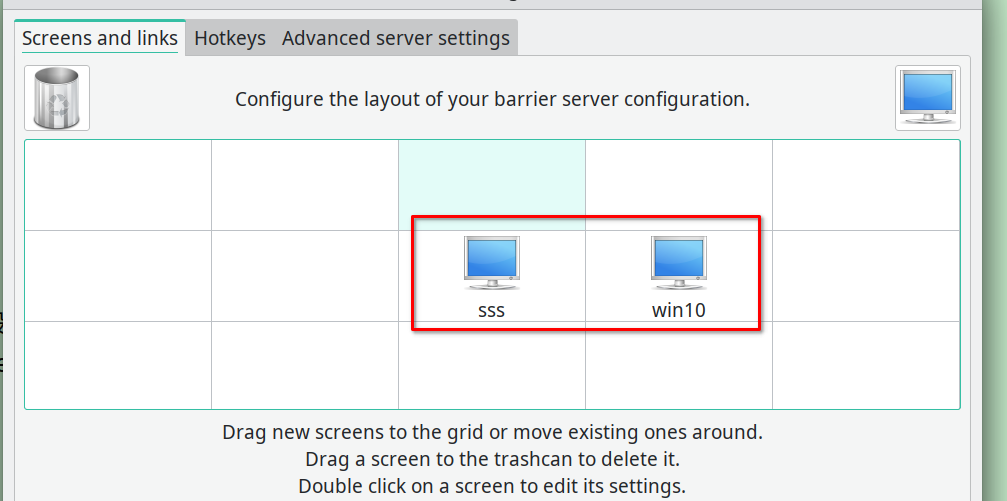 Screens and links Hotkeys Advanced server settings
Configure the layout of your barrier server configuration.
sss win10
Drag new screens to the grid or move existing ones around.
Drag a screen to the trashcan to delete it.
Double click on a screen to edit its settings.